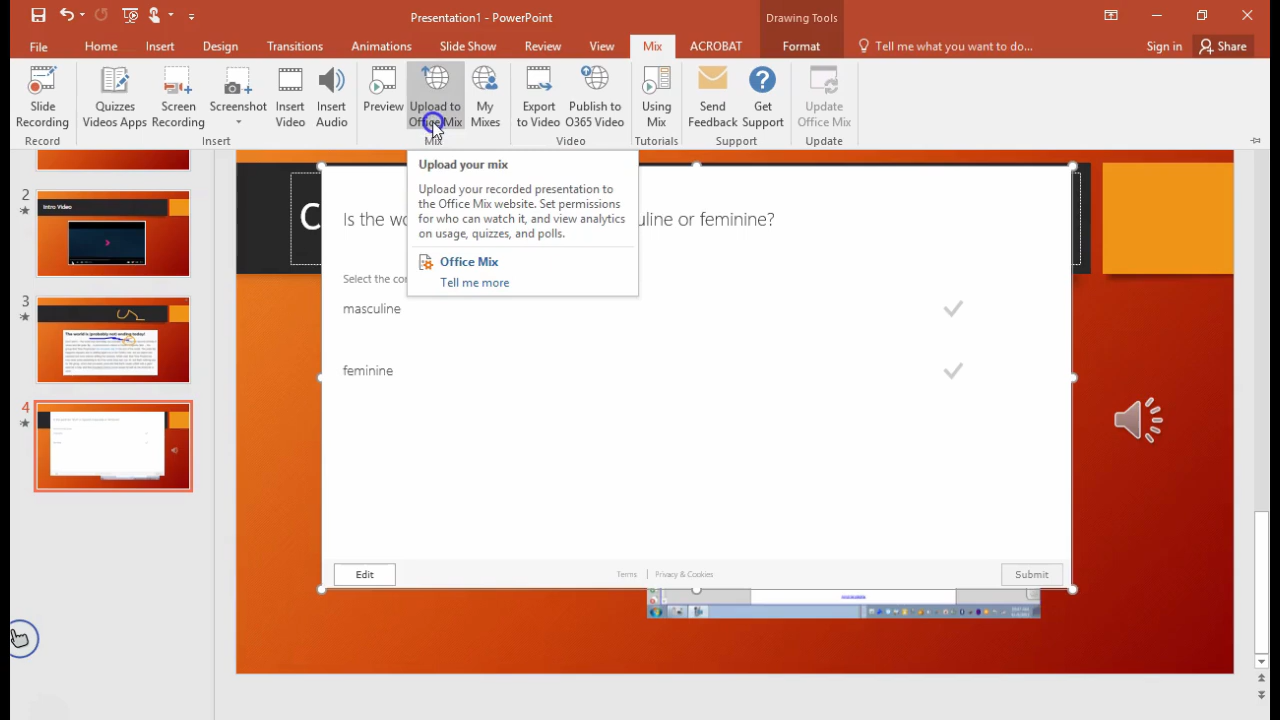 Presentation1 - PowerPoint
Drawing Tools
File Home Insert Design Transitions Animations Slide Show Review View Mix ACROBAT Format Tell me what you want to do... Sign in Share
Slide Recording
Quizzes Videos Apps
Screen Recording
Screenshot
Insert Video
Insert Audio
Preview
Upload to Office Mix
My Mixes
Export to Video
Publish to O365 Video
Using Mix
Send Feedback
Get Support
Update Office Mix
Record Insert Mix Video Tutorials Support Update
Upload your mix
Upload your recorded presentation to
the Office Mix website. Set permissions
for who can watch it, and view analytics
on usage, quizzes, and polls.
Office Mix
Tell me more
2
Intro Video
3
The world is probably not ending today!
4
C
Is the wo
uline or feminine?
Select the co
masculine
feminine
Edit
Terms | Privacy & Cookies
Submit